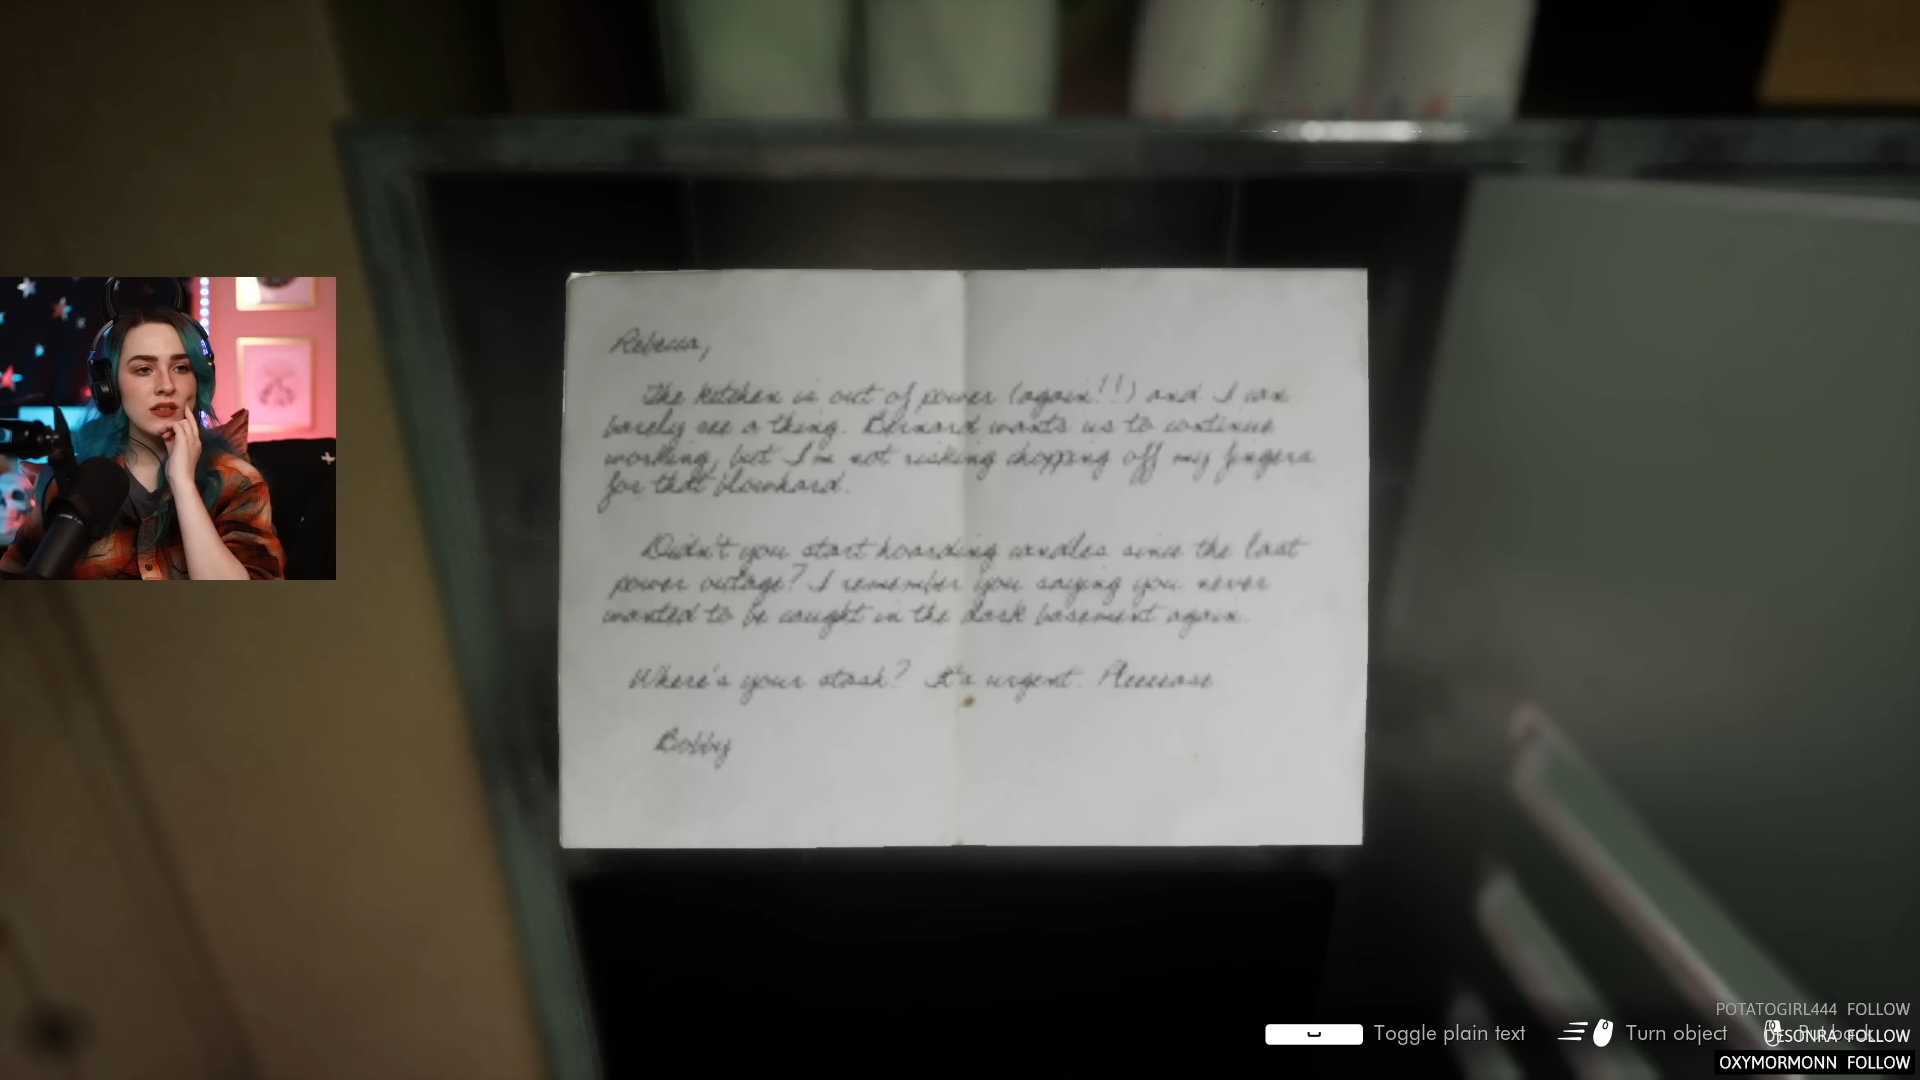 Rebecca,
The kitchen is out of power (again!!) and I can
barely see a thing. Bernard wants us to continue
working, but I'm not risking chopping off my fingers
for that blowhard.
Didn't you start hoarding candles since the last
power outage? I remember you saying you never
wanted to be caught in the dark basement again.
Where's your stash? It's urgent. Pleeease
Bobby
POTATOGIRL444 FOLLOW
Toggle plain text
Turn object
DESONRA FOLLOW
OXYMORMONN FOLLOW